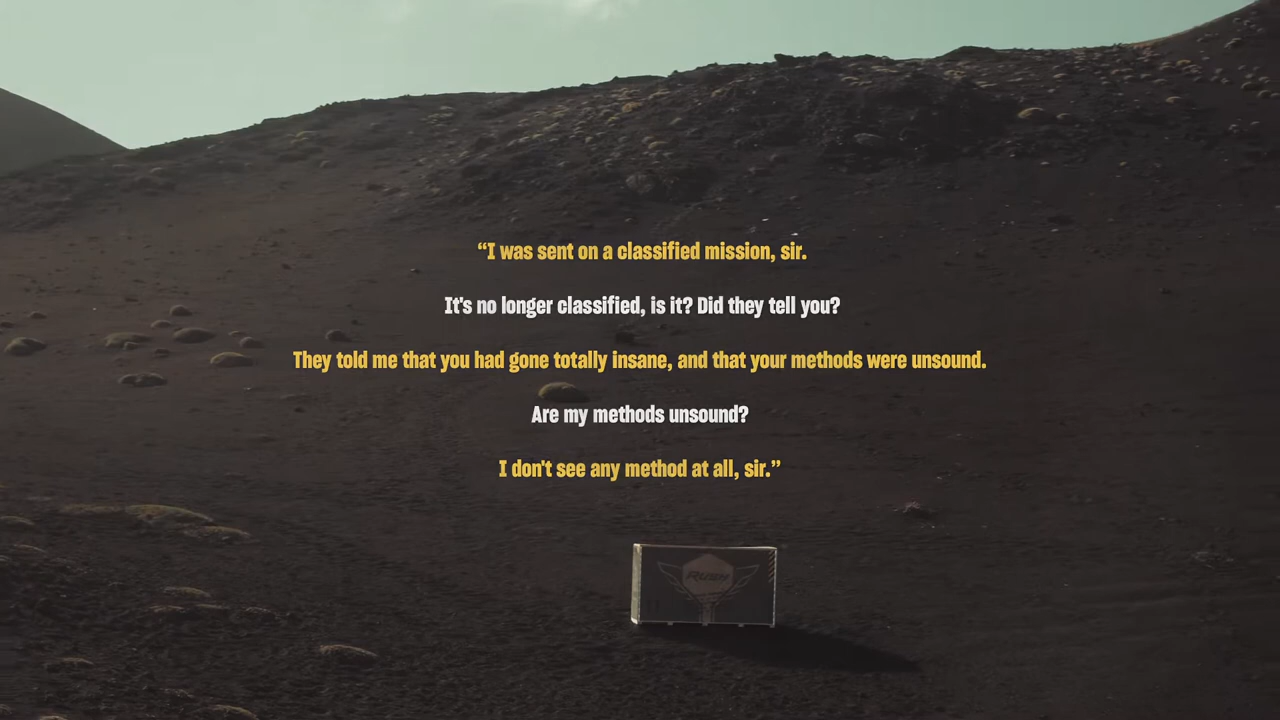 “I was sent on a classified mission, sir.
It’s no longer classified, is it? Did they tell you?
They told me that you had gone totally insane, and that your methods were unsound.
Are my methods unsound?
I don’t see any method at all, sir.”
RUSH